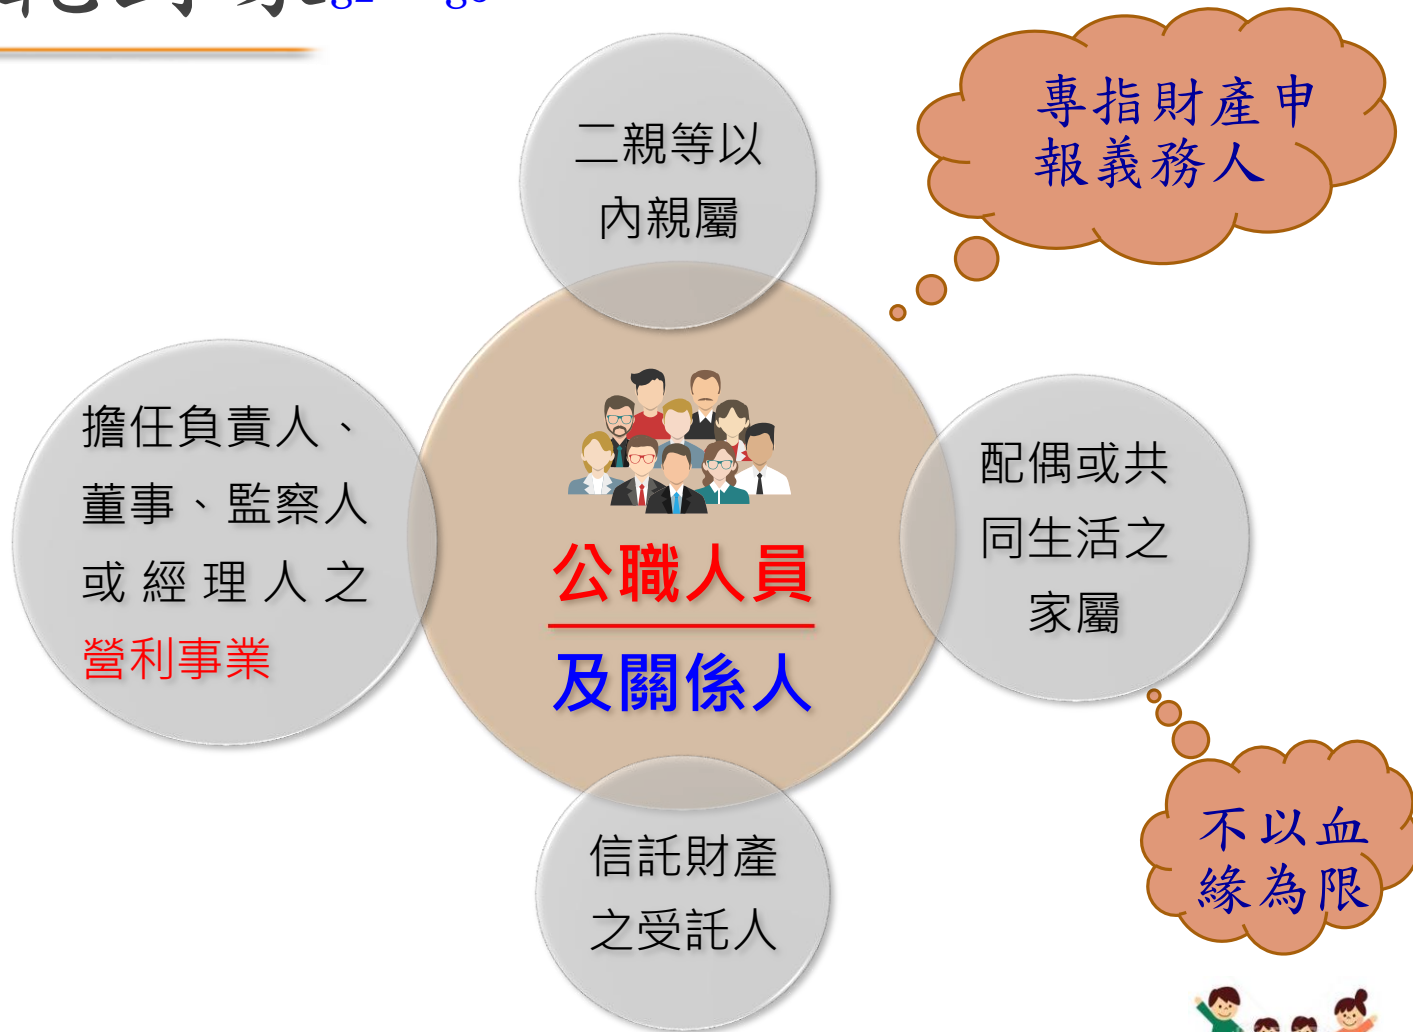 二親等以
內親屬
專指財產申
報義務人
擔任負責人、
董事、監察人
或經理人之
營利事業
公職人員
及關係人
配偶或共
同生活之
家屬
信託財產
之受託人
不以血
緣為限